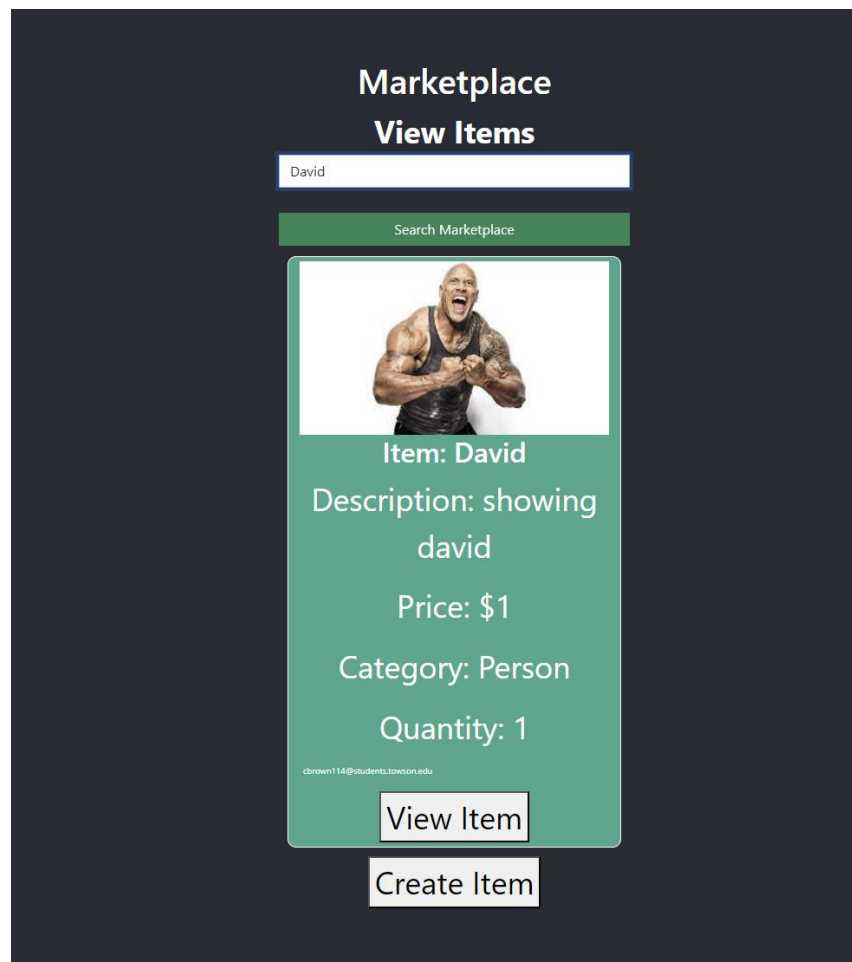 Marketplace
View Items
David
Search Marketplace
Item: David
Description: showing
david
Price: $1
Category: Person
Quantity: 1
cbrown114@students.towson.edu
View Item
Create Item